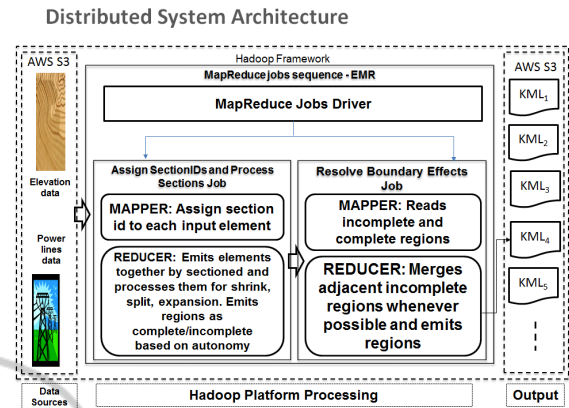 Distributed System Architecture
AWS S3
Hadoop Framework
MapReduce jobs sequence - EMR
MapReduce Jobs Driver
AWS S3
Elevation
data
Power
lines
data
Assign SectionIDs and Process
Sections Job
MAPPER: Assign section
id to each input element
REDUCER: Emits elements
together by sectioned and
processes them for shrink,
split, expansion. Emits
regions as
complete/incomplete
based on autonomy
Resolve Boundary Effects
Job
MAPPER: Reads
incomplete and
complete regions
REDUCER: Merges
adjacent incomplete
regions whenever
possible and emits
regions
KML1
KML2
KML3
KML4
KML5
Data
Sources
Hadoop Platform Processing
Output